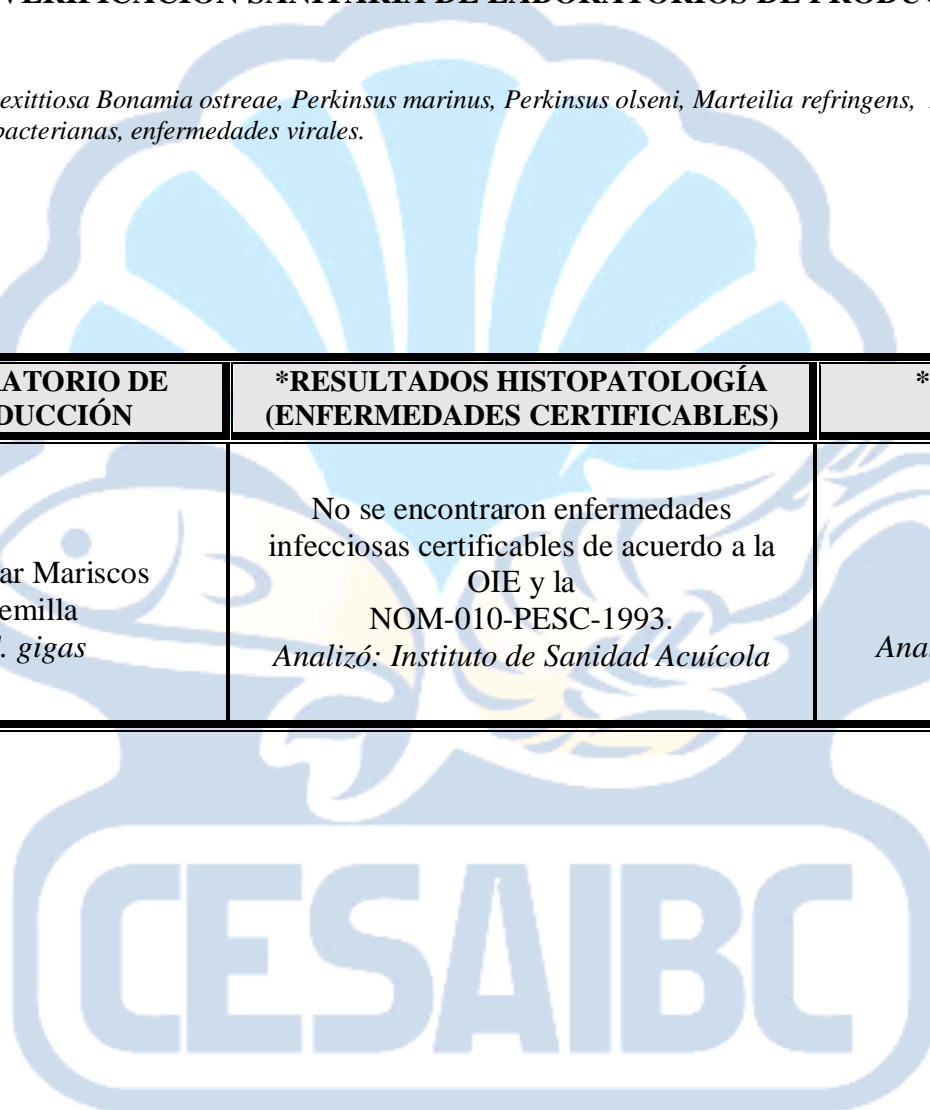 VERIFICACIÓN SANITARIA DE LABORATORIOS DE
exittiosa Bonamia ostreae, Perkinsus marinus, Perkinsus olseni, Marteilia refringens,
bacterianas, enfermedades virales.
ATORIO DE
DUCCIÓN
*RESULTADOS HISTOPATOLOGÍA
(ENFERMEDADES CERTIFICABLES)
*
ar Mariscos
emilla
. gigas
No se encontraron enfermedades
infecciosas certificables de acuerdo a la
OIE y la
NOM-010-PESC-1993.
Analizó: Instituto de Sanidad Acuícola
Ana
CESAIBC